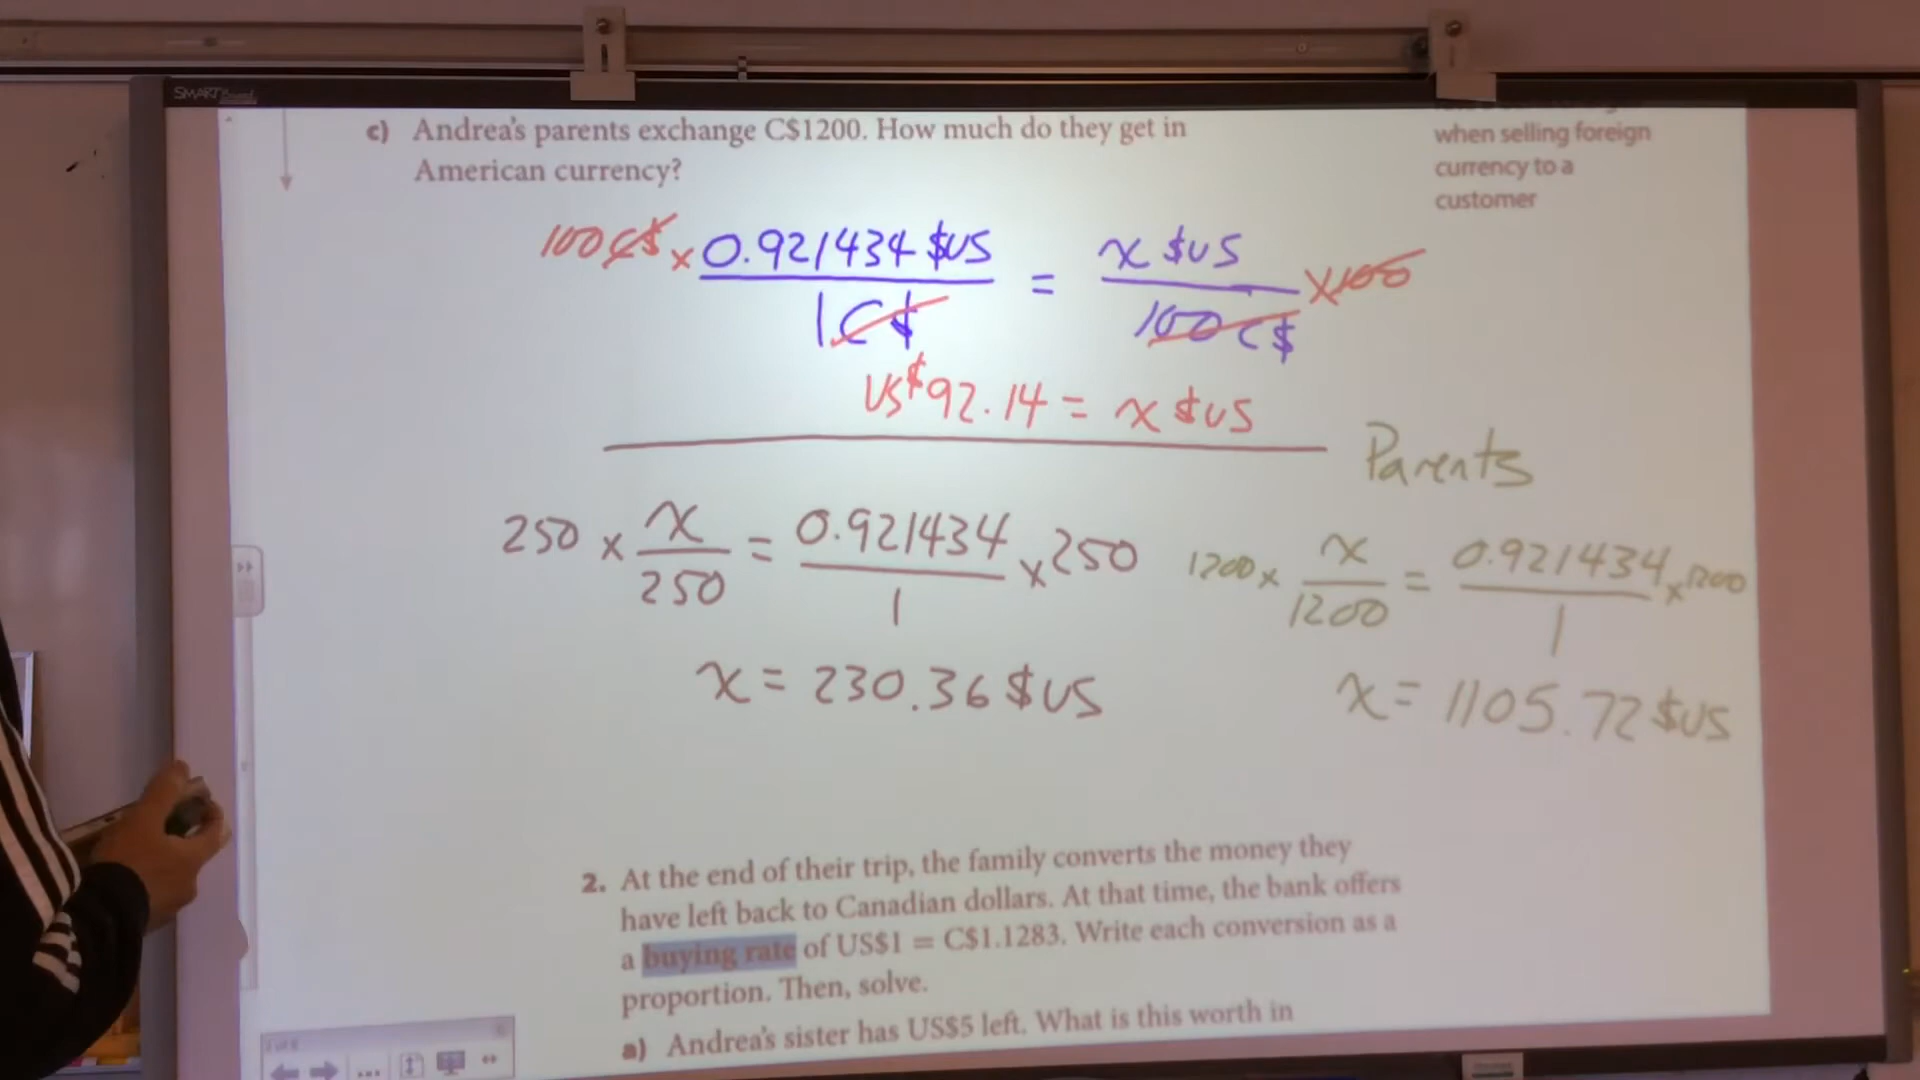 SMART
c) Andrea's parents exchange C$1200. How much do they get in
American currency?
when selling foreign
currency to a
customer
100 C$ × 0.921434 $US = x $US × 100
1 C$ 100 C$
US$92.14 = x $US
Parents
250 × x = 0.921434 × 250
250 1
x = 230.36 $US
1200 × x = 0.921434 × 1200
1200 1
x = 1105.72 $US
2. At the end of their trip, the family converts the money they
have left back to Canadian dollars. At that time, the bank offers
a buying rate of US$1 = C$1.1283. Write each conversion as a
proportion. Then, solve.
a) Andrea's sister has US$5 left. What is this worth in